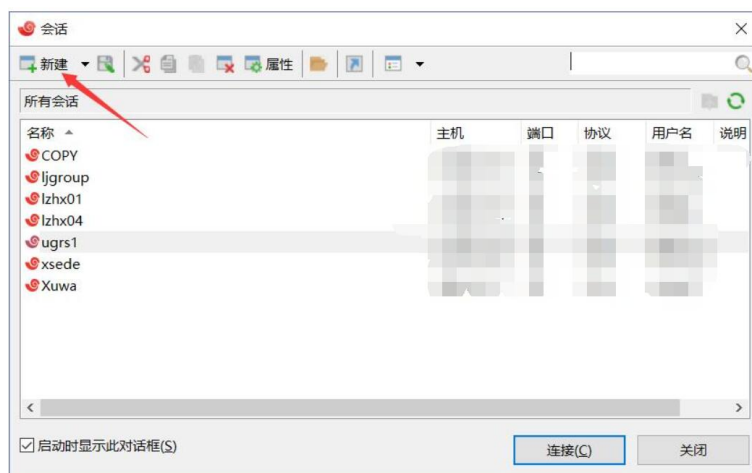 会话
新建 属性
所有会话
名称 主机 端口 协议 用户名 说明
COPY
ljgroup
lzhx01
lzhx04
ugrs1
xsede
Xuwa
启动时显示此对话框(S) 连接(C) 关闭